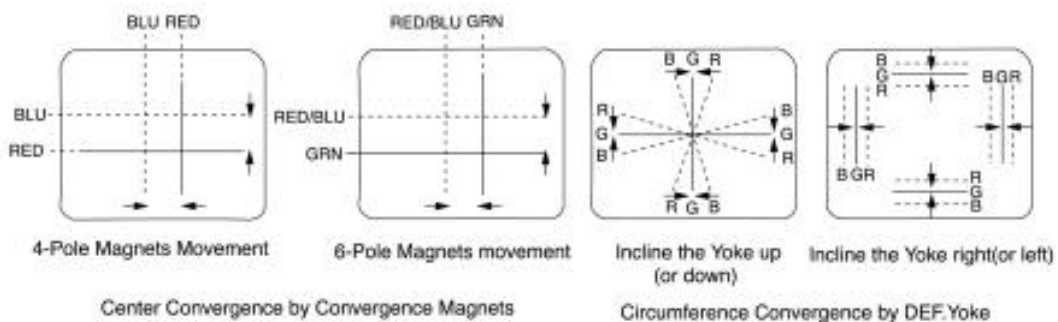 BLU RED
BLU
RED
4-Pole Magnets Movement
RED/BLU GRN
RED/BLU
GRN
6-Pole Magnets movement
Center Convergence by Convergence Magnets
B G R
R
G
B
B
G
R
R G B
Incline the Yoke up
(or down)
B
G
R
B G R
B G R
R
G
B
Incline the Yoke right(or left)
Circumference Convergence by DEF.Yoke